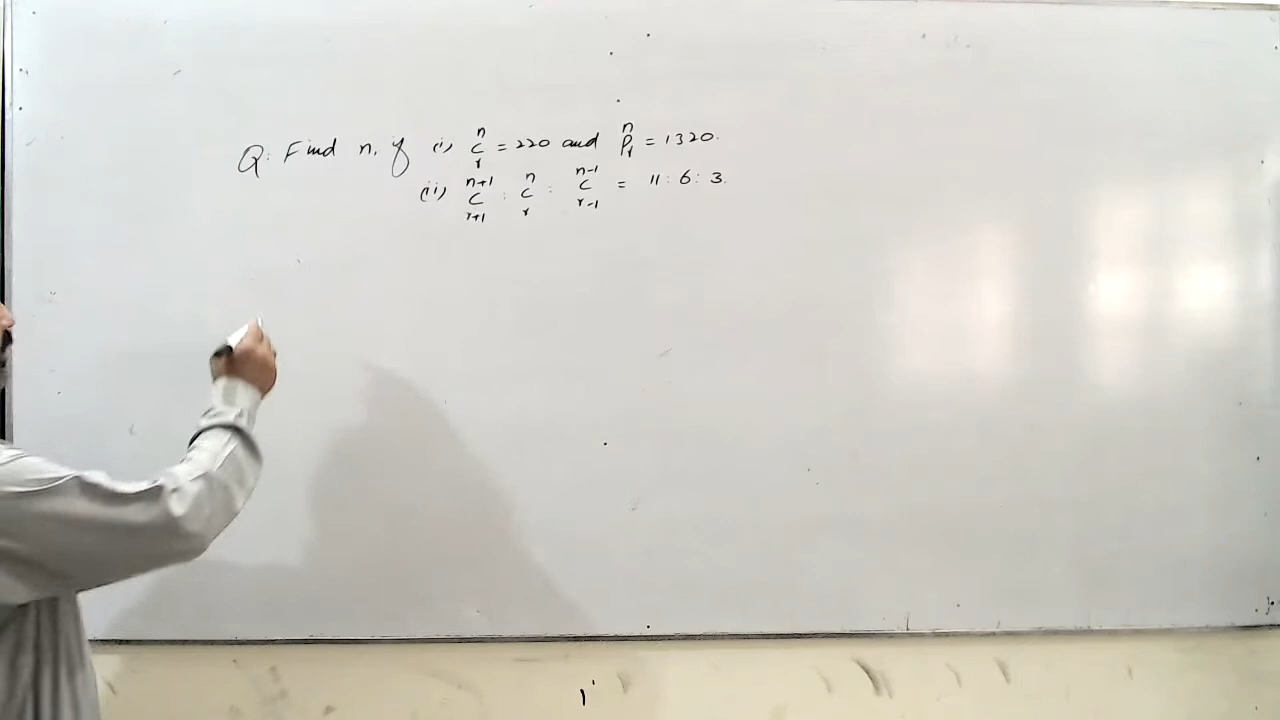 Q: Find n, if (i) ⁿCᵣ = 220 and ⁿPᵣ = 1320.
(ii) ⁿ⁺¹Cᵣ₊₁ : ⁿCᵣ : ⁿ⁻¹Cᵣ₋₁ = 11 : 6 : 3.